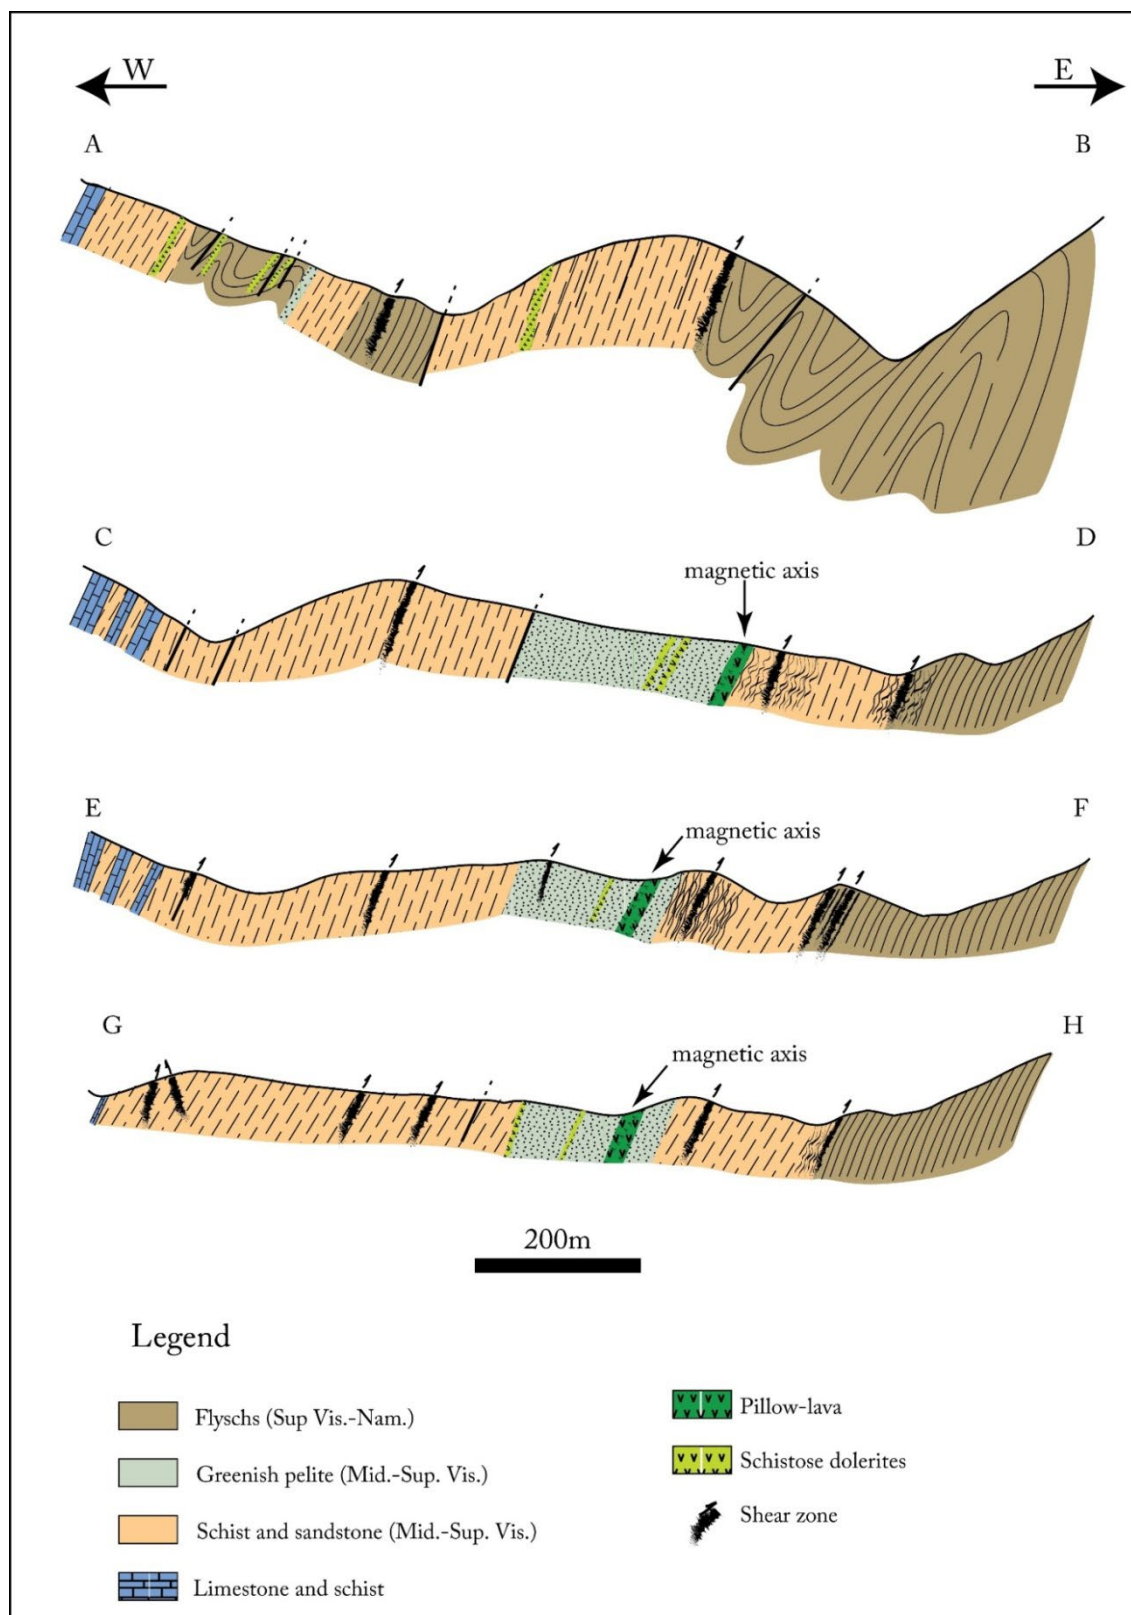 W
E
A
B
C
D
magnetic axis
E
F
magnetic axis
G
H
magnetic axis
200m
Legend
Flyschs (Sup Vis.-Nam.)
Greenish pelite (Mid.-Sup. Vis.)
Schist and sandstone (Mid.-Sup. Vis.)
Limestone and schist
Pillow-lava
Schistose dolerites
Shear zone